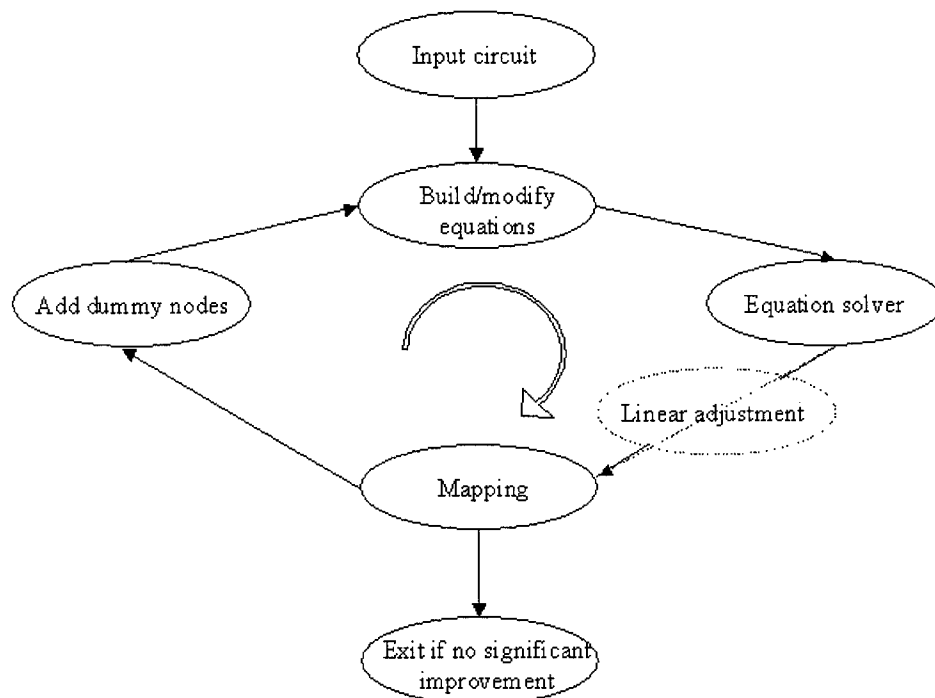 Input circuit
Build/modify
equations
Add dummy nodes
Equation solver
Linear adjustment
Mapping
Exit if no significant
improvement